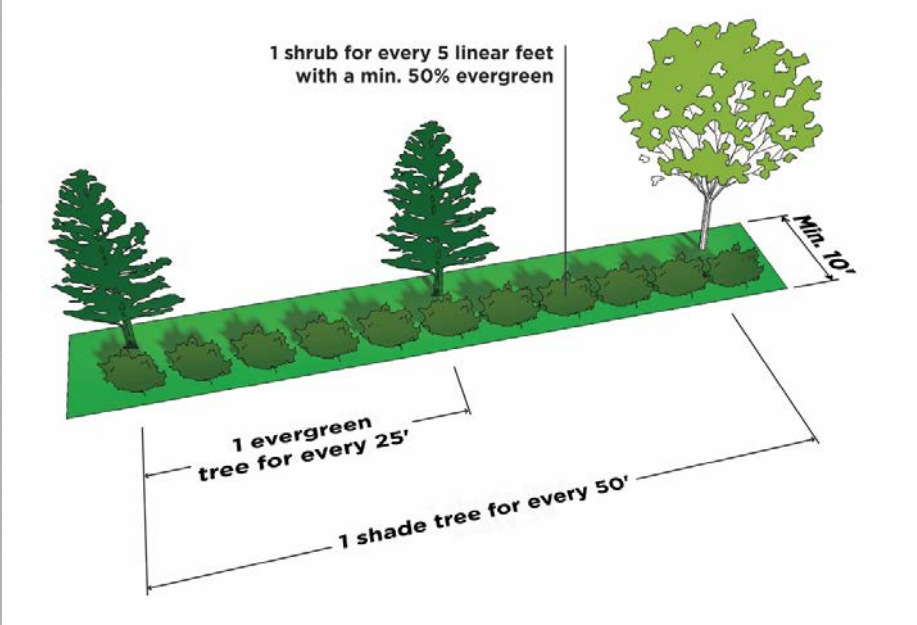 1 shrub for every 5 linear feet
with a min. 50% evergreen
Min. 10'
1 evergreen
tree for every 25'
1 shade tree for every 50'